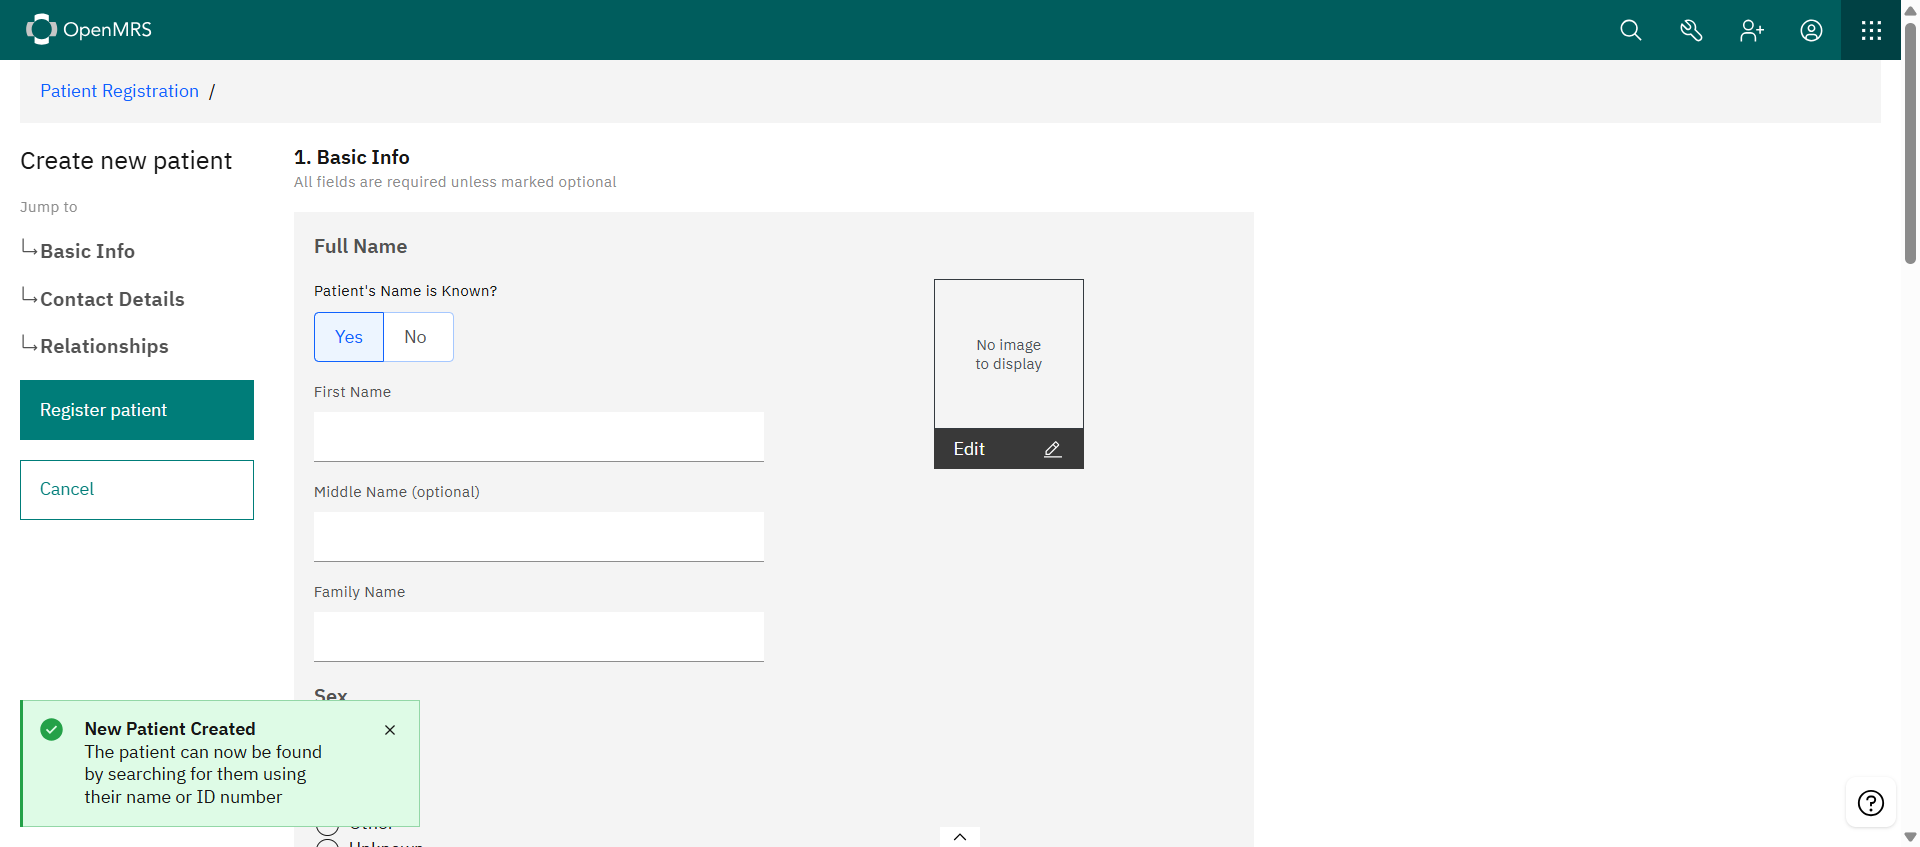 OpenMRS
Patient Registration /
Create new patient
Jump to
Basic Info
Contact Details
Relationships
Register patient
Cancel
1. Basic Info
All fields are required unless marked optional
Full Name
Patient's Name is Known?
Yes No
First Name
Middle Name (optional)
Family Name
No image
to display
Edit
Sex
Other
Unknown
New Patient Created
The patient can now be found
by searching for them using
their name or ID number